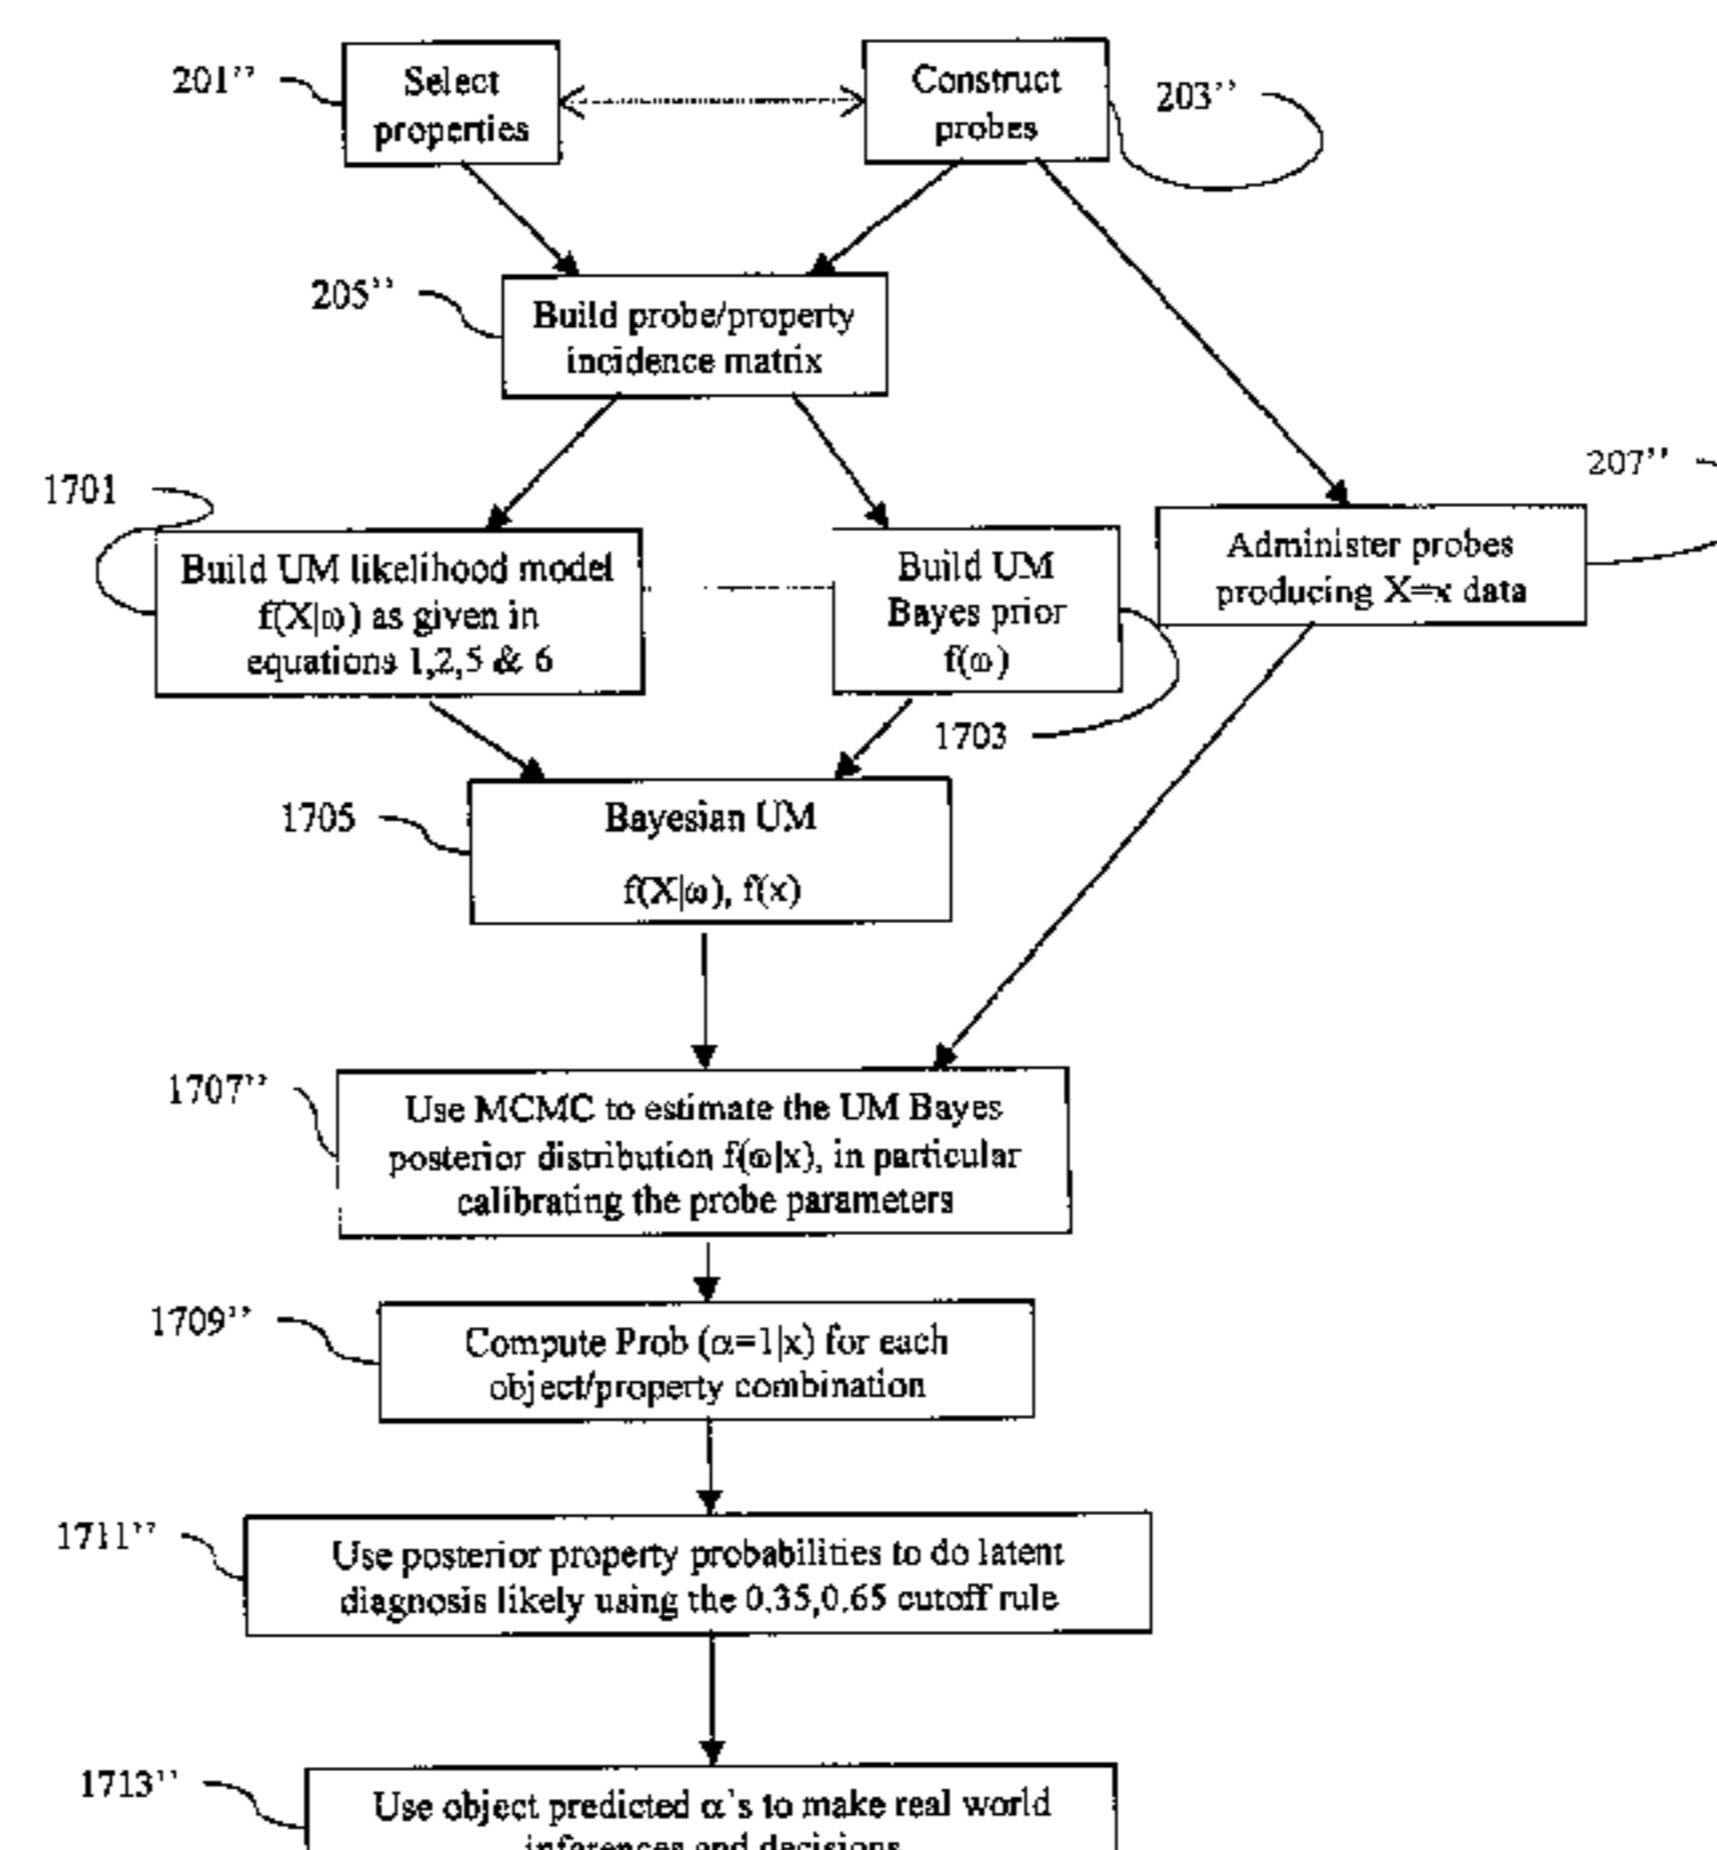 201’’
Select
properties
Construct
probes
203’’
205’’
Build probe/property
incidence matrix
1701
Build UM likelihood model
f(X|ω) as given in
equations 1,2,5 & 6
Build UM
Bayes prior
f(ω)
1703
207’’
Administer probes
producing X=x data
1705
Bayesian UM
f(X|ω), f(x)
1707’’
Use MCMC to estimate the UM Bayes
posterior distribution f(ω|x), in particular
calibrating the probe parameters
1709’’
Compute Prob (α=1|x) for each
object/property combination
1711’’
Use posterior property probabilities to do latent
diagnosis likely using the 0.35,0.65 cutoff rule
1713’’
Use object predicted α’s to make real world
inferences and decisions